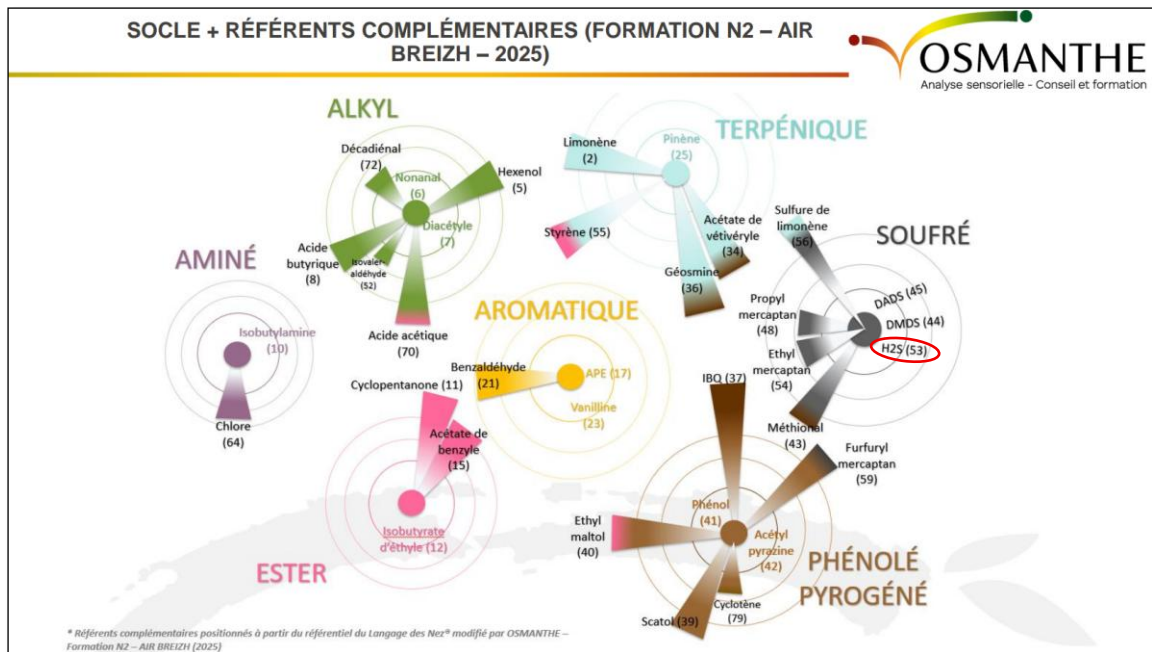 SOCLE + RÉFÉRENTS COMPLÉMENTAIRES (FORMATION N2 – AIR
BREIZH – 2025)
OSMANTHE
Analyse sensorielle - Conseil et formation
ALKYL
Décadiénal
(72)
Nonanal
(6)
Hexenol
(5)
Diacétyle
(7)
Acide
butyrique
(8)
Isovalér-
aldéhyde
(52)
Acide acétique
(70)
TERPÉNIQUE
Limonène
(2)
Pinène
(25)
Styrène (55)
Acétate de
vétivéryle
(34)
Géosmine
(36)
SOUFRÉ
Sulfure de
limonène
(56)
DADS (45)
DMDS (44)
H2S (53)
Propyl
mercaptan
(48)
Ethyl
mercaptan
(54)
Méthional
(43)
AMINÉ
Isobutylamine
(10)
Chlore
(64)
AROMATIQUE
Benzaldéhyde
(21)
APE (17)
Vanilline
(23)
ESTER
Cyclopentanone (11)
Acétate de
benzyle
(15)
Isobutyrate
d'éthyle (12)
PHÉNOLÉ
PYROGÉNÉ
IBQ (37)
Furfuryl
mercaptan
(59)
Phénol
(41)
Acétyl
pyrazine
(42)
Ethyl
maltol
(40)
Scatol (39)
Cyclotène
(79)
* Référents complémentaires positionnés à partir du référentiel du Langage des Nez® modifié par OSMANTHE –
Formation N2 – AIR BREIZH (2025)